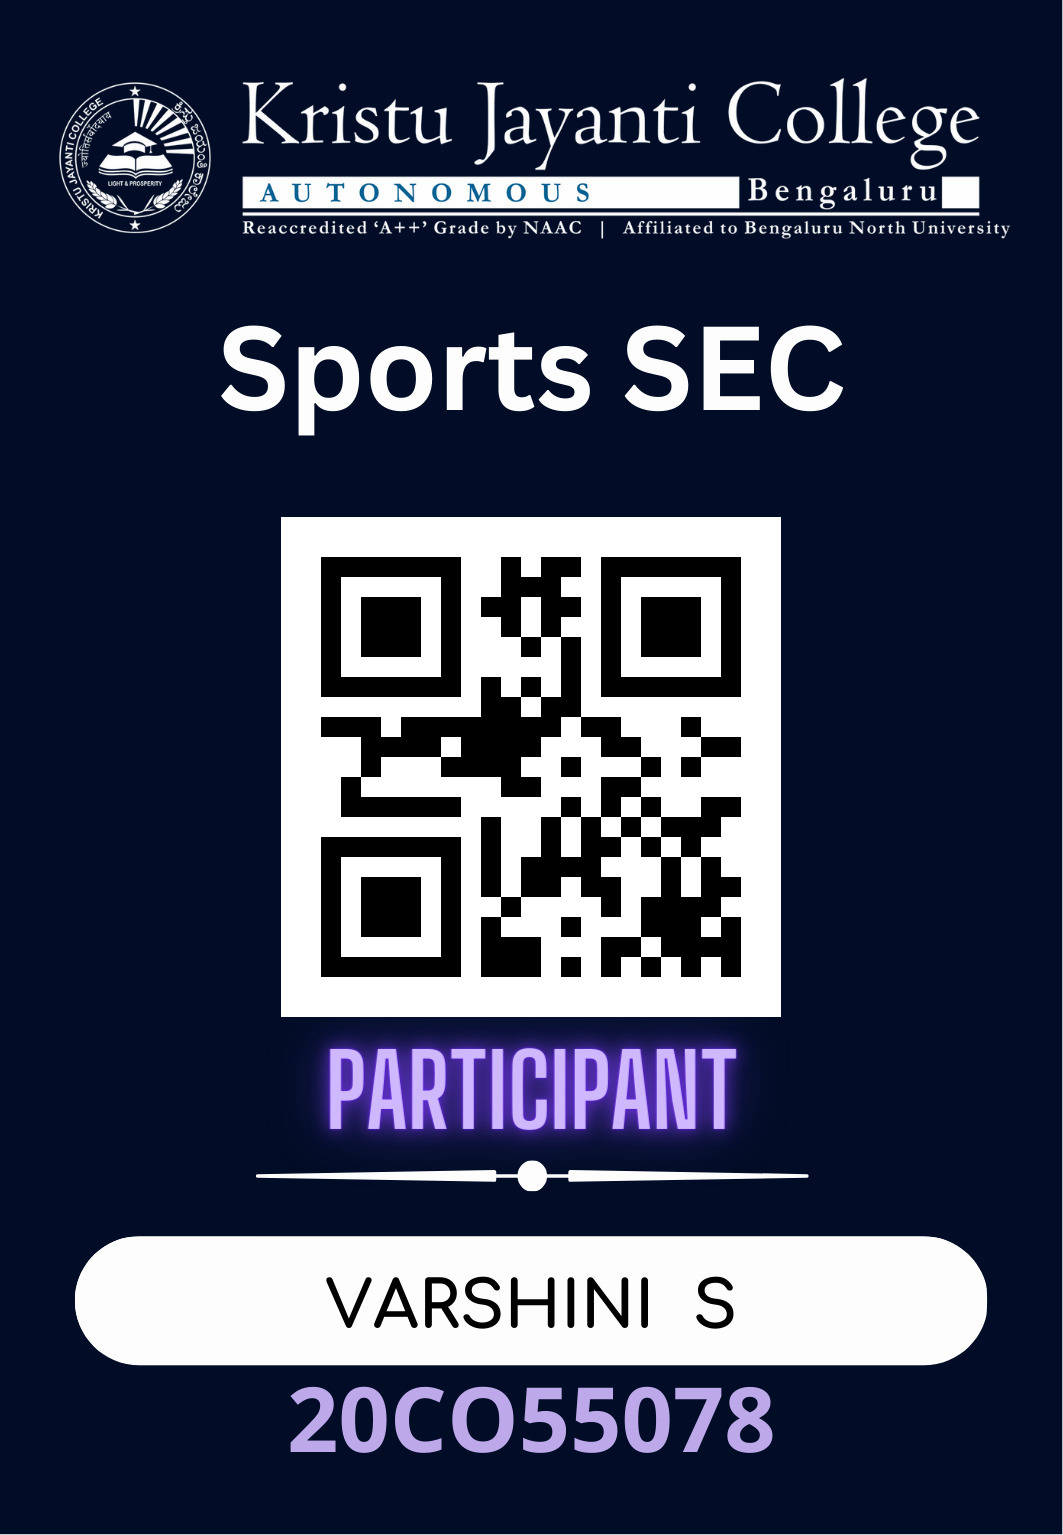 KRISTU JAYANTI COLLEGE
ಕ್ರಿಸ್ತು ಜಯಂತಿ ಕಾಲೇಜು
LIGHT & PROSPERITY
Kristu Jayanti College
AUTONOMOUS Bengaluru
Reaccredited ‘A++’ Grade by NAAC | Affiliated to Bengaluru North University
Sports SEC
PARTICIPANT
VARSHINI S
20CO55078